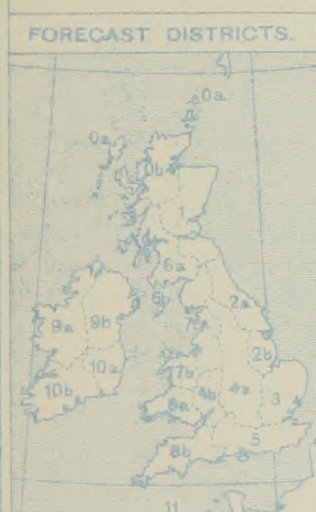 FORECAST DISTRICTS.
0a
0a
0b
1
6a
6b
2a
7a
9a
9b
2b
10a
7b
4b
4a
3
10b
8a
5
8b
11